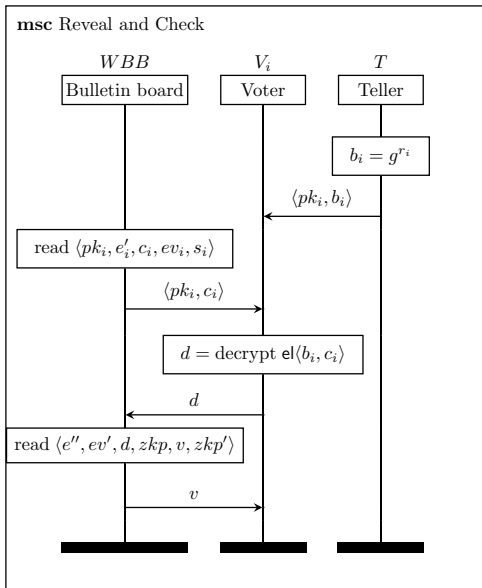 msc Reveal and Check
WBB V_i T
Bulletin board Voter Teller
b_i = g^{r_i}
⟨pk_i, b_i⟩
read ⟨pk_i, e'_i, c_i, ev_i, s_i⟩
⟨pk_i, c_i⟩
d = decrypt el⟨b_i, c_i⟩
d
read ⟨e'', ev', d, zkp, v, zkp'⟩
v